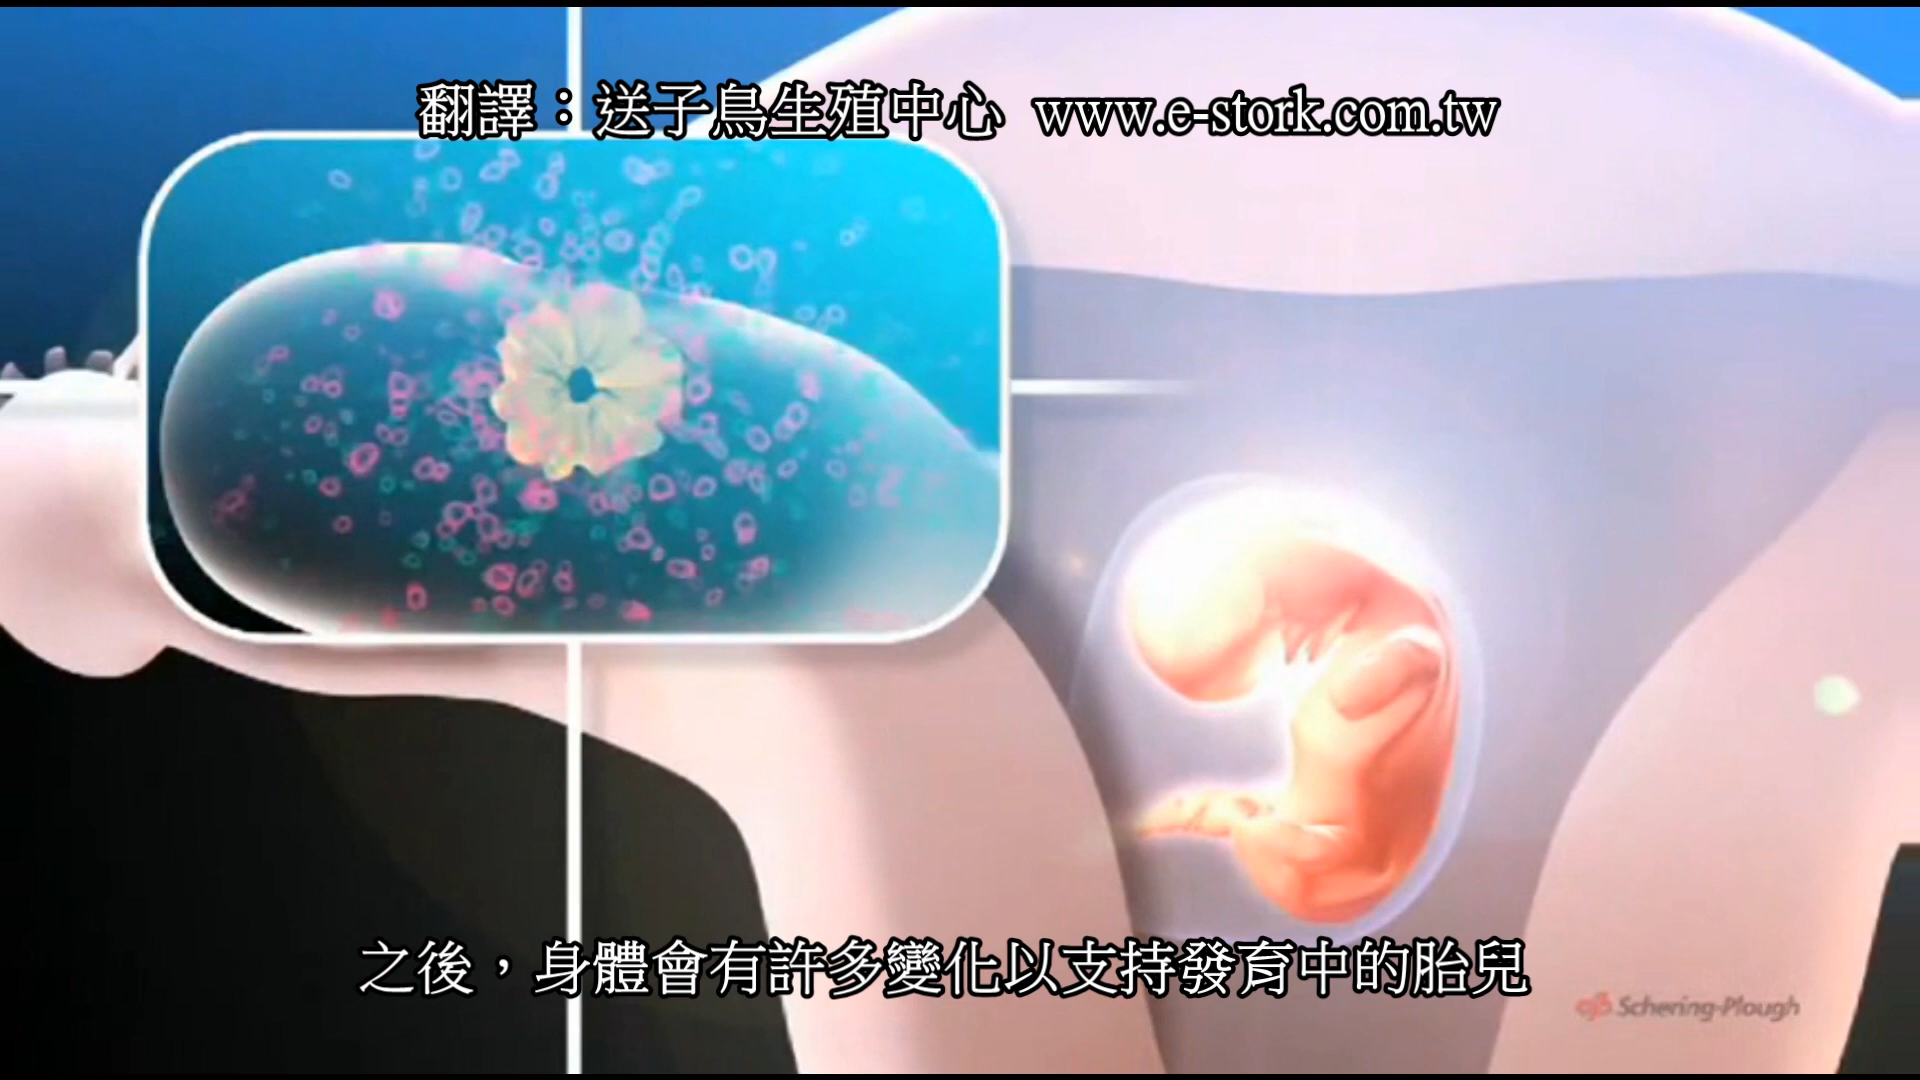 翻譯：送子鳥生殖中心 www.e-stork.com.tw
之後，身體會有許多變化以支持發育中的胎兒
Schering-Plough